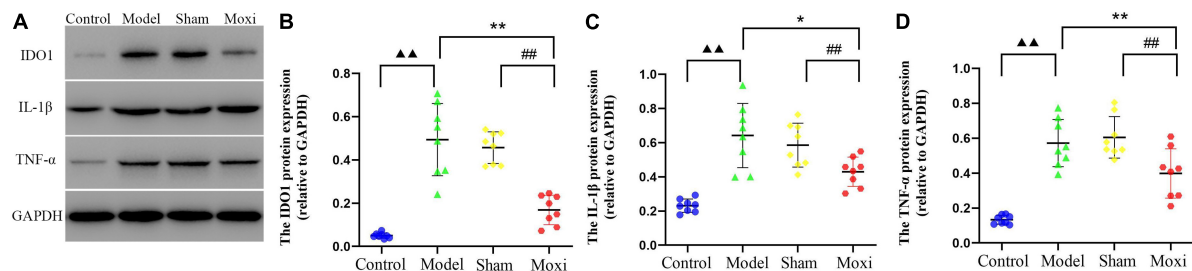 A
Control Model Sham Moxi
IDO1
IL-1β
TNF-α
GAPDH
B
The IDO1 protein expression
(relative to GAPDH)
0.8
0.6
0.4
0.2
0.0
▲▲
**
##
Control Model Sham Moxi
C
The IL-1β protein expression
(relative to GAPDH)
1.0
0.8
0.6
0.4
0.2
0.0
▲▲
*
##
Control Model Sham Moxi
D
The TNF-α protein expression
(relative to GAPDH)
1.0
0.8
0.6
0.4
0.2
0.0
▲▲
**
##
Control Model Sham Moxi